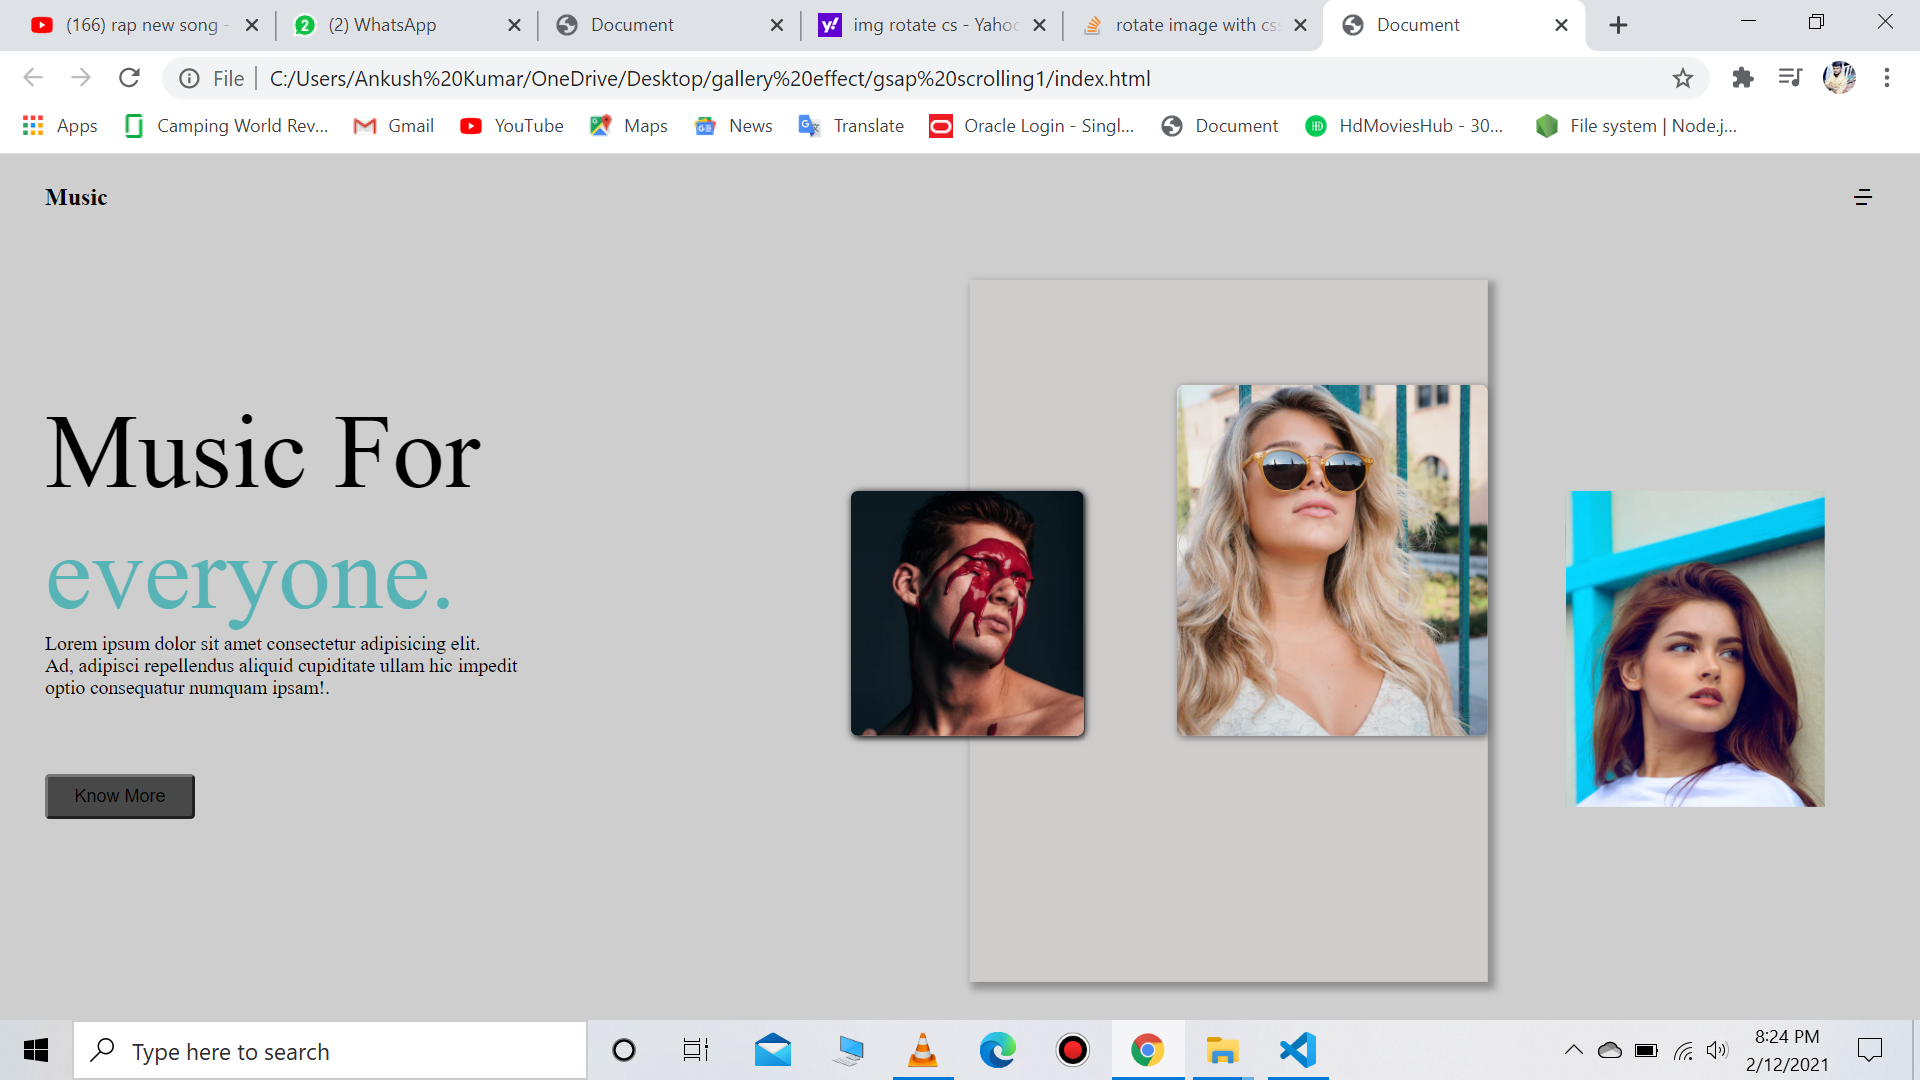 (166) rap new song -
(2) WhatsApp
Document
img rotate cs - Yahoo
rotate image with css
Document
File
C:/Users/Ankush%20Kumar/OneDrive/Desktop/gallery%20effect/gsap%20scrolling1/index.html
Apps
Camping World Rev...
Gmail
YouTube
Maps
News
Translate
Oracle Login - Singl...
Document
HdMoviesHub - 30...
File system | Node.j...
Music
Music For
everyone.
Lorem ipsum dolor sit amet consectetur adipisicing elit.
Ad, adipisci repellendus aliquid cupiditate ullam hic impedit
optio consequatur numquam ipsam!.
Know More
Type here to search
8:24 PM
2/12/2021